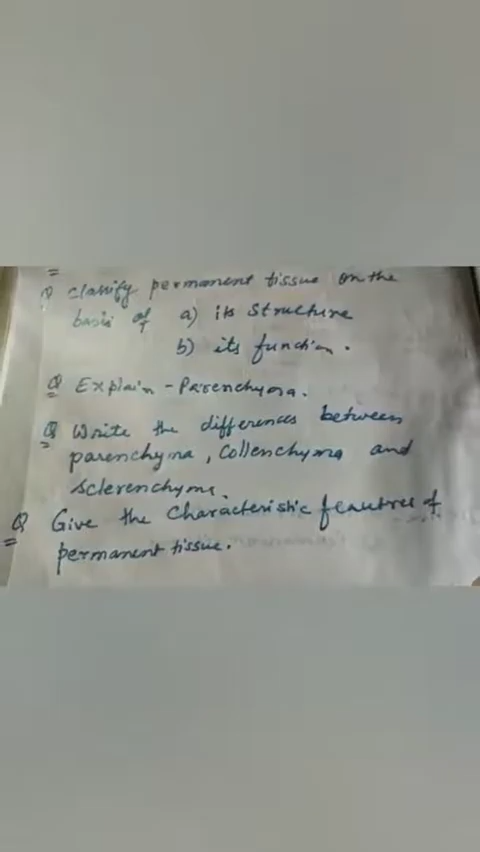 Q classify permanent tissue on the
basis of a) its structure
b) its function.
Q Explain - Parenchyma.
Q Write the differences between
parenchyma, Collenchyma and
Sclerenchyma.
Q Give the Characteristic feautres of
permanent tissue.